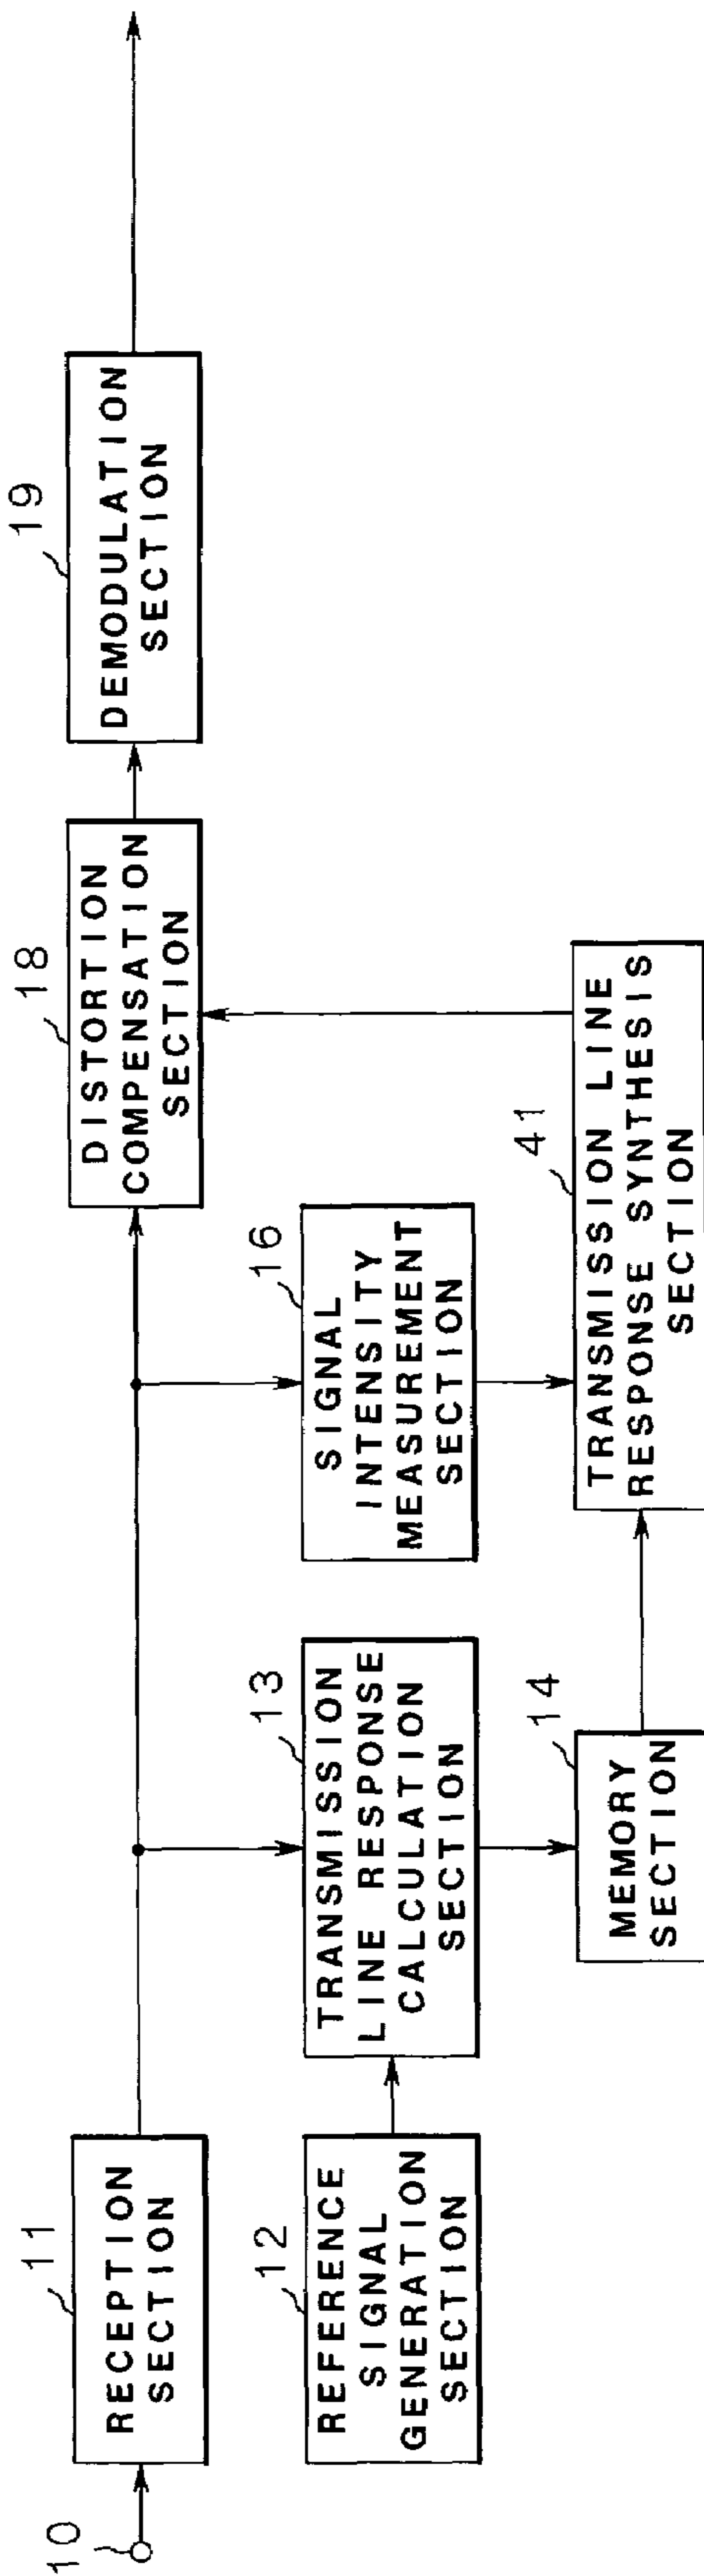 10
11
RECEPTION
SECTION
12
REFERENCE
SIGNAL
GENERATION
SECTION
13
TRANSMISSION
LINE RESPONSE
CALCULATION
SECTION
14
MEMORY
SECTION
16
SIGNAL
INTENSITY
MEASUREMENT
SECTION
41
TRANSMISSION LINE
RESPONSE SYNTHESIS
SECTION
18
DISTORTION
COMPENSATION
SECTION
19
DEMODULATION
SECTION